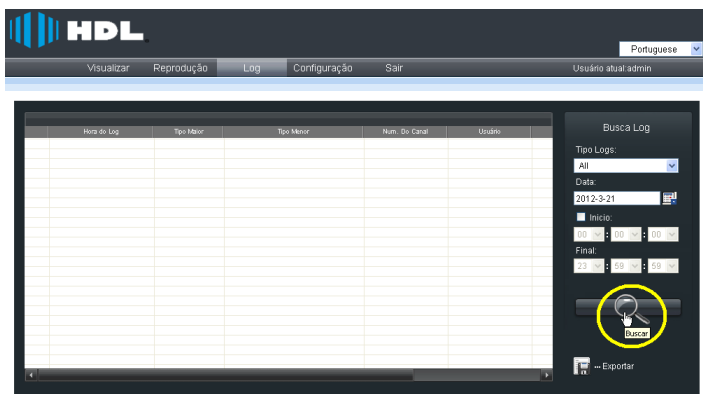 HDL
Portuguese
Visualizar Reprodução Log Configuração Sair Usuário atual:admin
Hora do Log Tipo Maior Tipo Menor Num. Do Canal Usuário
Busca Log
Tipo Logs:
All
Data:
2012-3-21
Inicio:
00 : 00 : 00
Final:
23 : 59 : 59
Buscar
--- Exportar